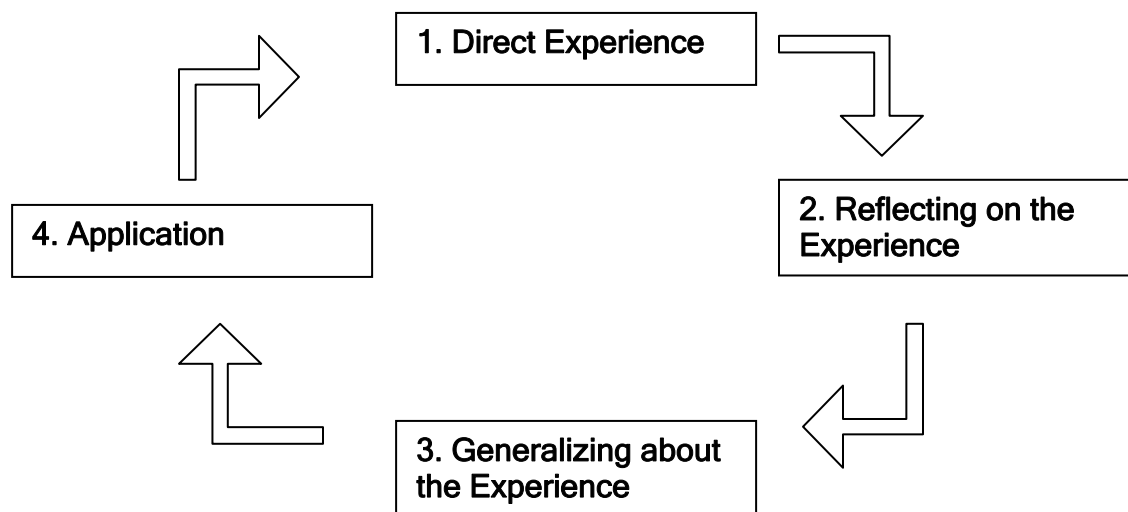 1. Direct Experience
2. Reflecting on the
Experience
3. Generalizing about
the Experience
4. Application